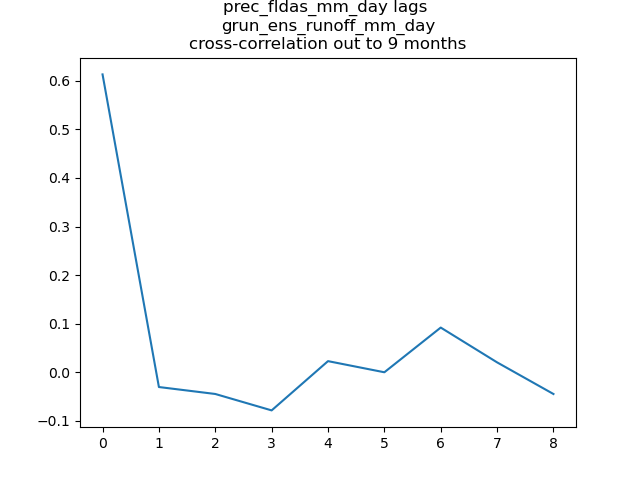 prec_fldas_mm_day lags
grun_ens_runoff_mm_day
cross-correlation out to 9 months
0.6
0.5
0.4
0.3
0.2
0.1
0.0
−0.1
0 1 2 3 4 5 6 7 8